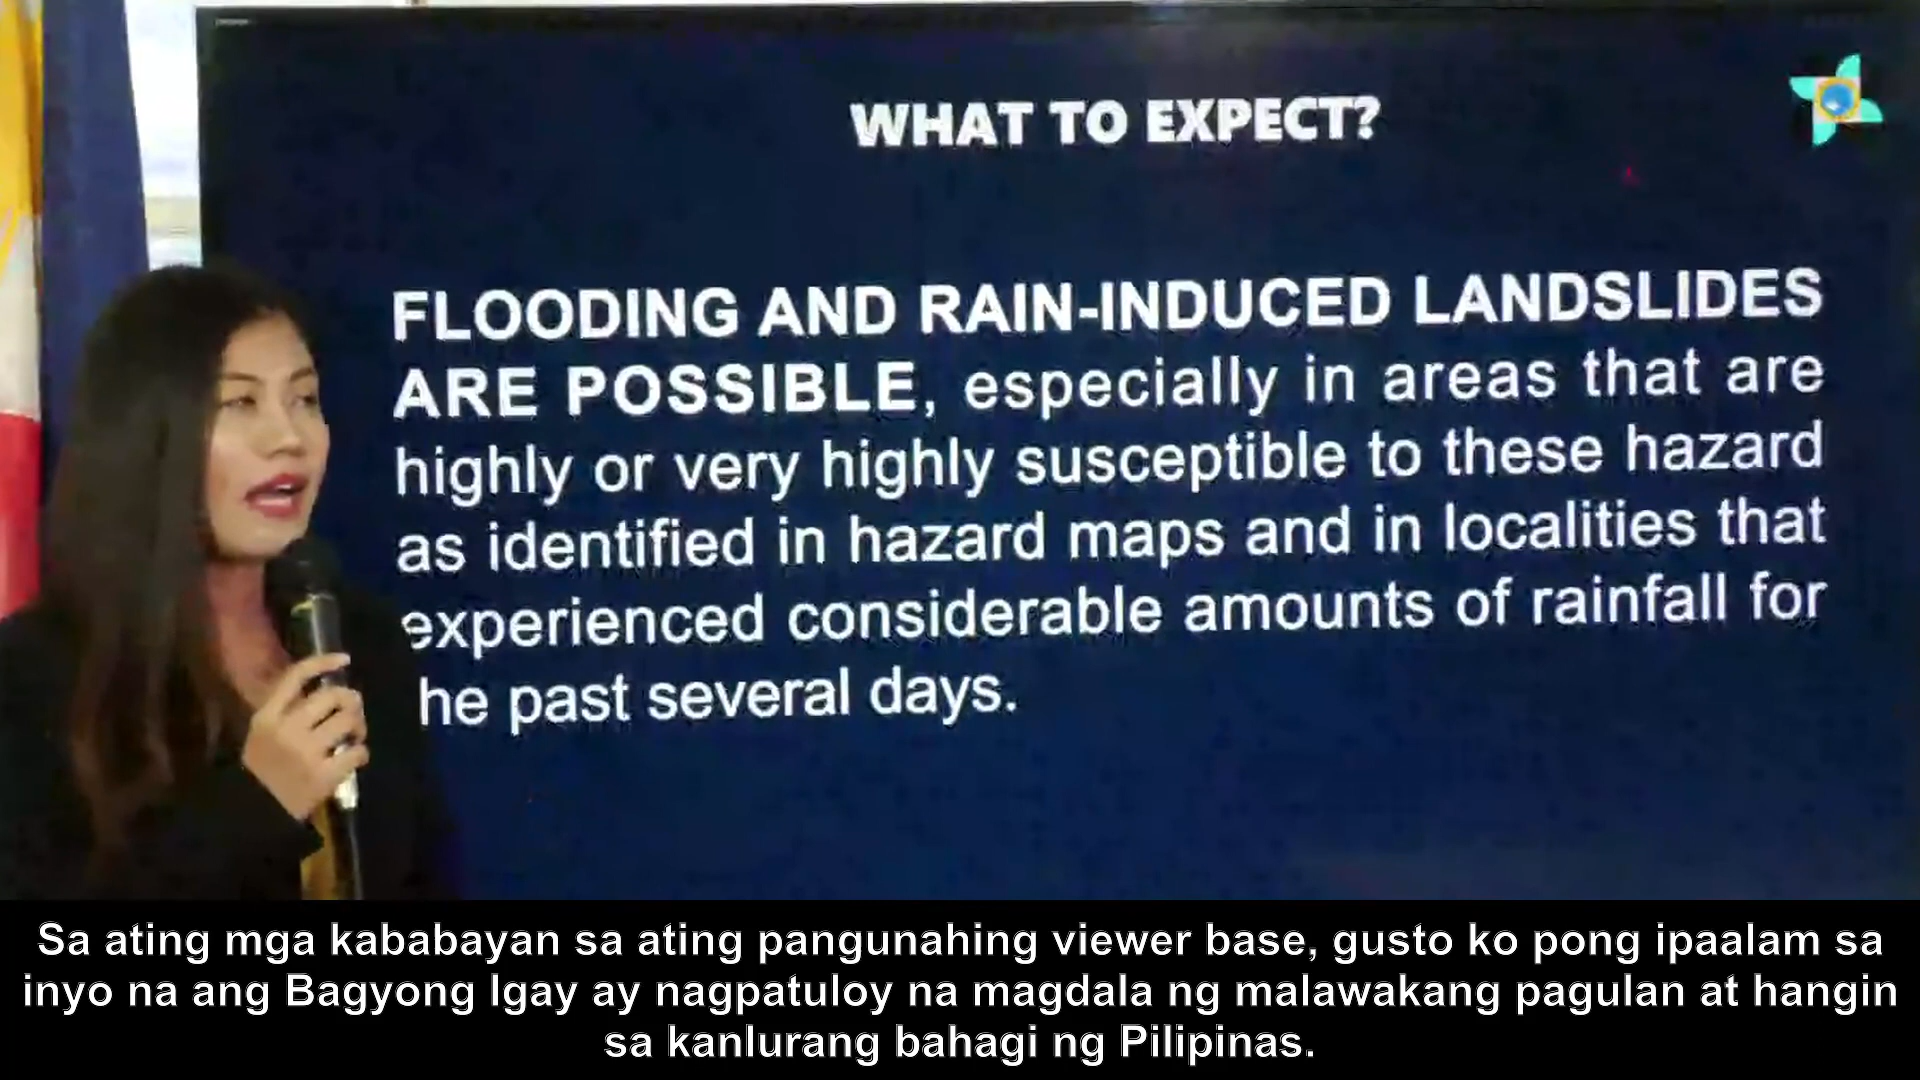 WHAT TO EXPECT?
FLOODING AND RAIN-INDUCED LANDSLIDES
ARE POSSIBLE, especially in areas that are
highly or very highly susceptible to these hazard
as identified in hazard maps and in localities that
experienced considerable amounts of rainfall for
he past several days.
Sa ating mga kababayan sa ating pangunahing viewer base, gusto ko pong ipaalam sa
inyo na ang Bagyong Igay ay nagpatuloy na magdala ng malawakang pagulan at hangin
sa kanlurang bahagi ng Pilipinas.